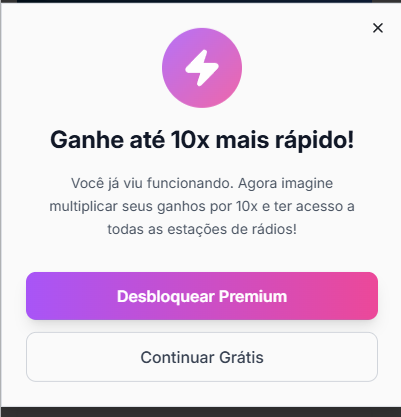 Ganhe até 10x mais rápido!
Você já viu funcionando. Agora imagine
multiplicar seus ganhos por 10x e ter acesso a
todas as estações de rádios!
Desbloquear Premium
Continuar Grátis